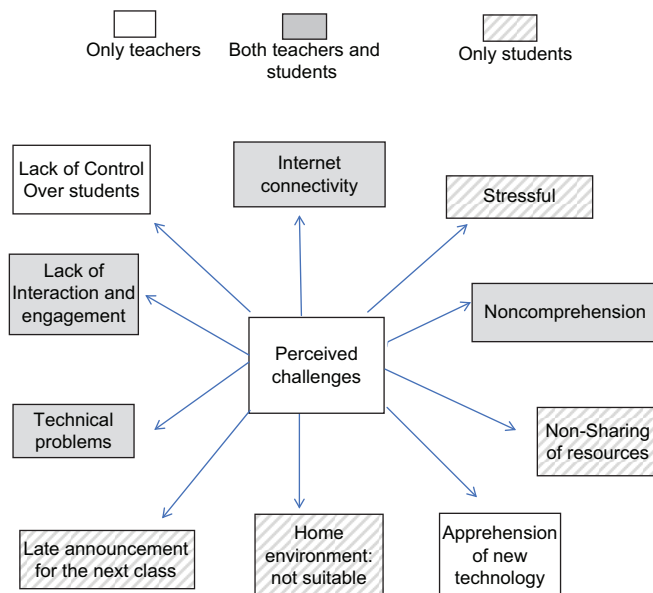 Only teachers
Both teachers and
students
Only students
Lack of Control
Over students
Internet
connectivity
Stressful
Lack of
Interaction and
engagement
Noncomprehension
Perceived
challenges
Technical
problems
Non-Sharing
of resources
Late announcement
for the next class
Home
environment:
not suitable
Apprehension
of new
technology